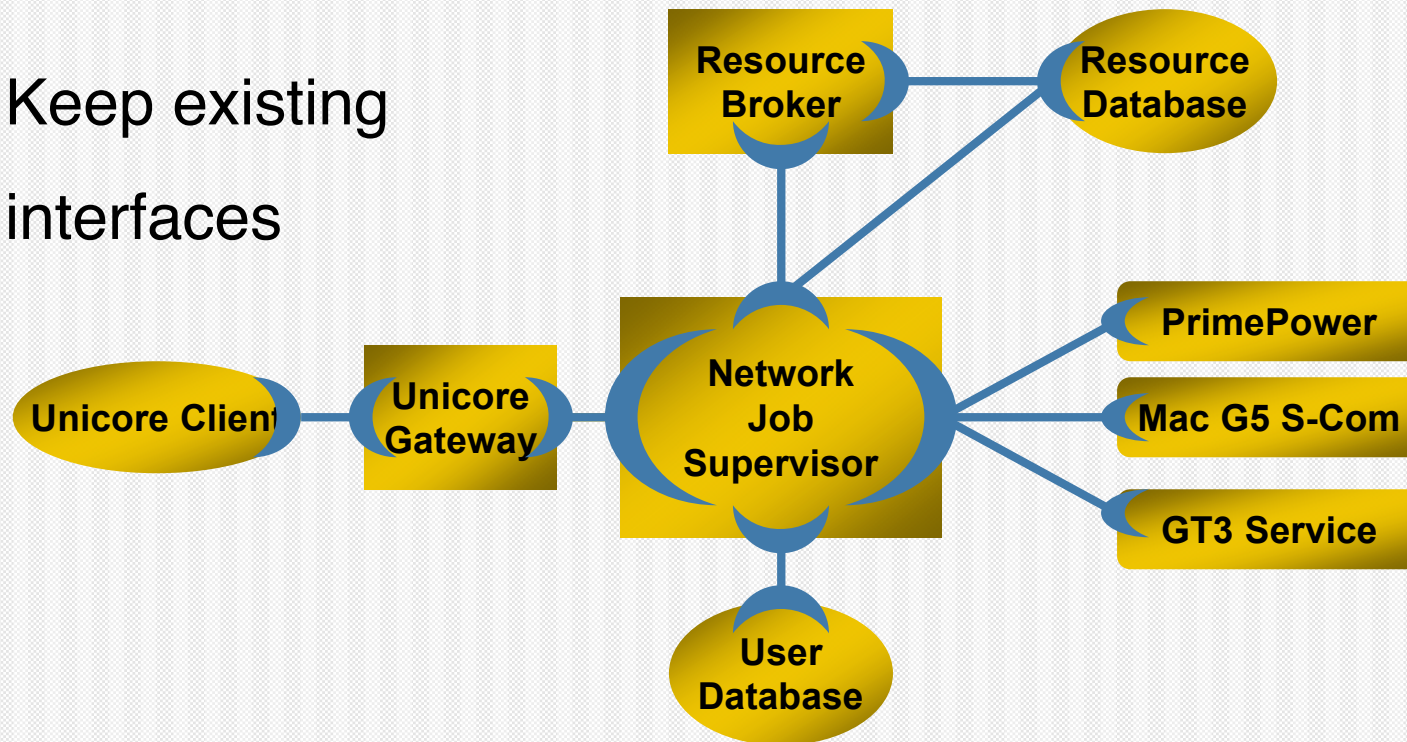 Keep existing
interfaces
Resource
Broker
Resource
Database
Unicore Client
Unicore
Gateway
Network
Job
Supervisor
PrimePower
Mac G5 S-Com
GT3 Service
User
Database